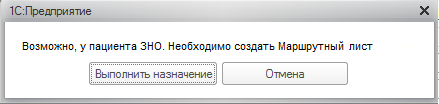 1С:Предприятие
Возможно, у пациента ЗНО. Необходимо создать Маршрутный лист
Выполнить назначение
Отмена